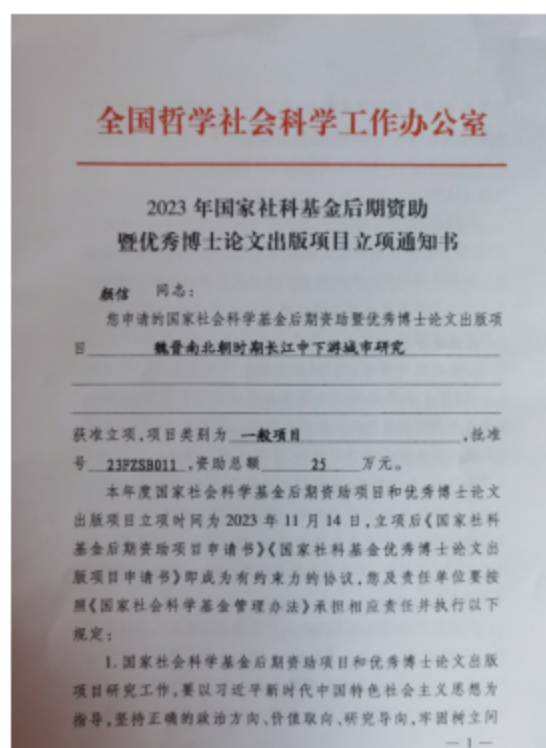 全国哲学社会科学工作办公室
2023 年国家社科基金后期资助
暨优秀博士论文出版项目立项通知书
颜信 同志：
您申请的国家社会科学基金后期资助暨优秀博士论文出版项
目 魏晋南北朝时期长江中下游城市研究
获准立项，项目类别为 一般项目 ，批准
号 23FZSB011 ，资助总额 25 万元。
本年度国家社会科学基金后期资助项目和优秀博士论文
出版项目立项时间为 2023 年 11 月 14 日，立项后《国家社科
基金后期资助项目申请书》《国家社科基金优秀博士论文出
版项目申请书》即成为有约束力的协议，您及责任单位要按
照《国家社会科学基金管理办法》承担相应责任并执行以下
规定：
1. 国家社会科学基金后期资助项目和优秀博士论文出版
项目研究工作，要以习近平新时代中国特色社会主义思想为
指导，坚持正确的政治方向、价值取向、研究导向，牢固树立问
— 1 —